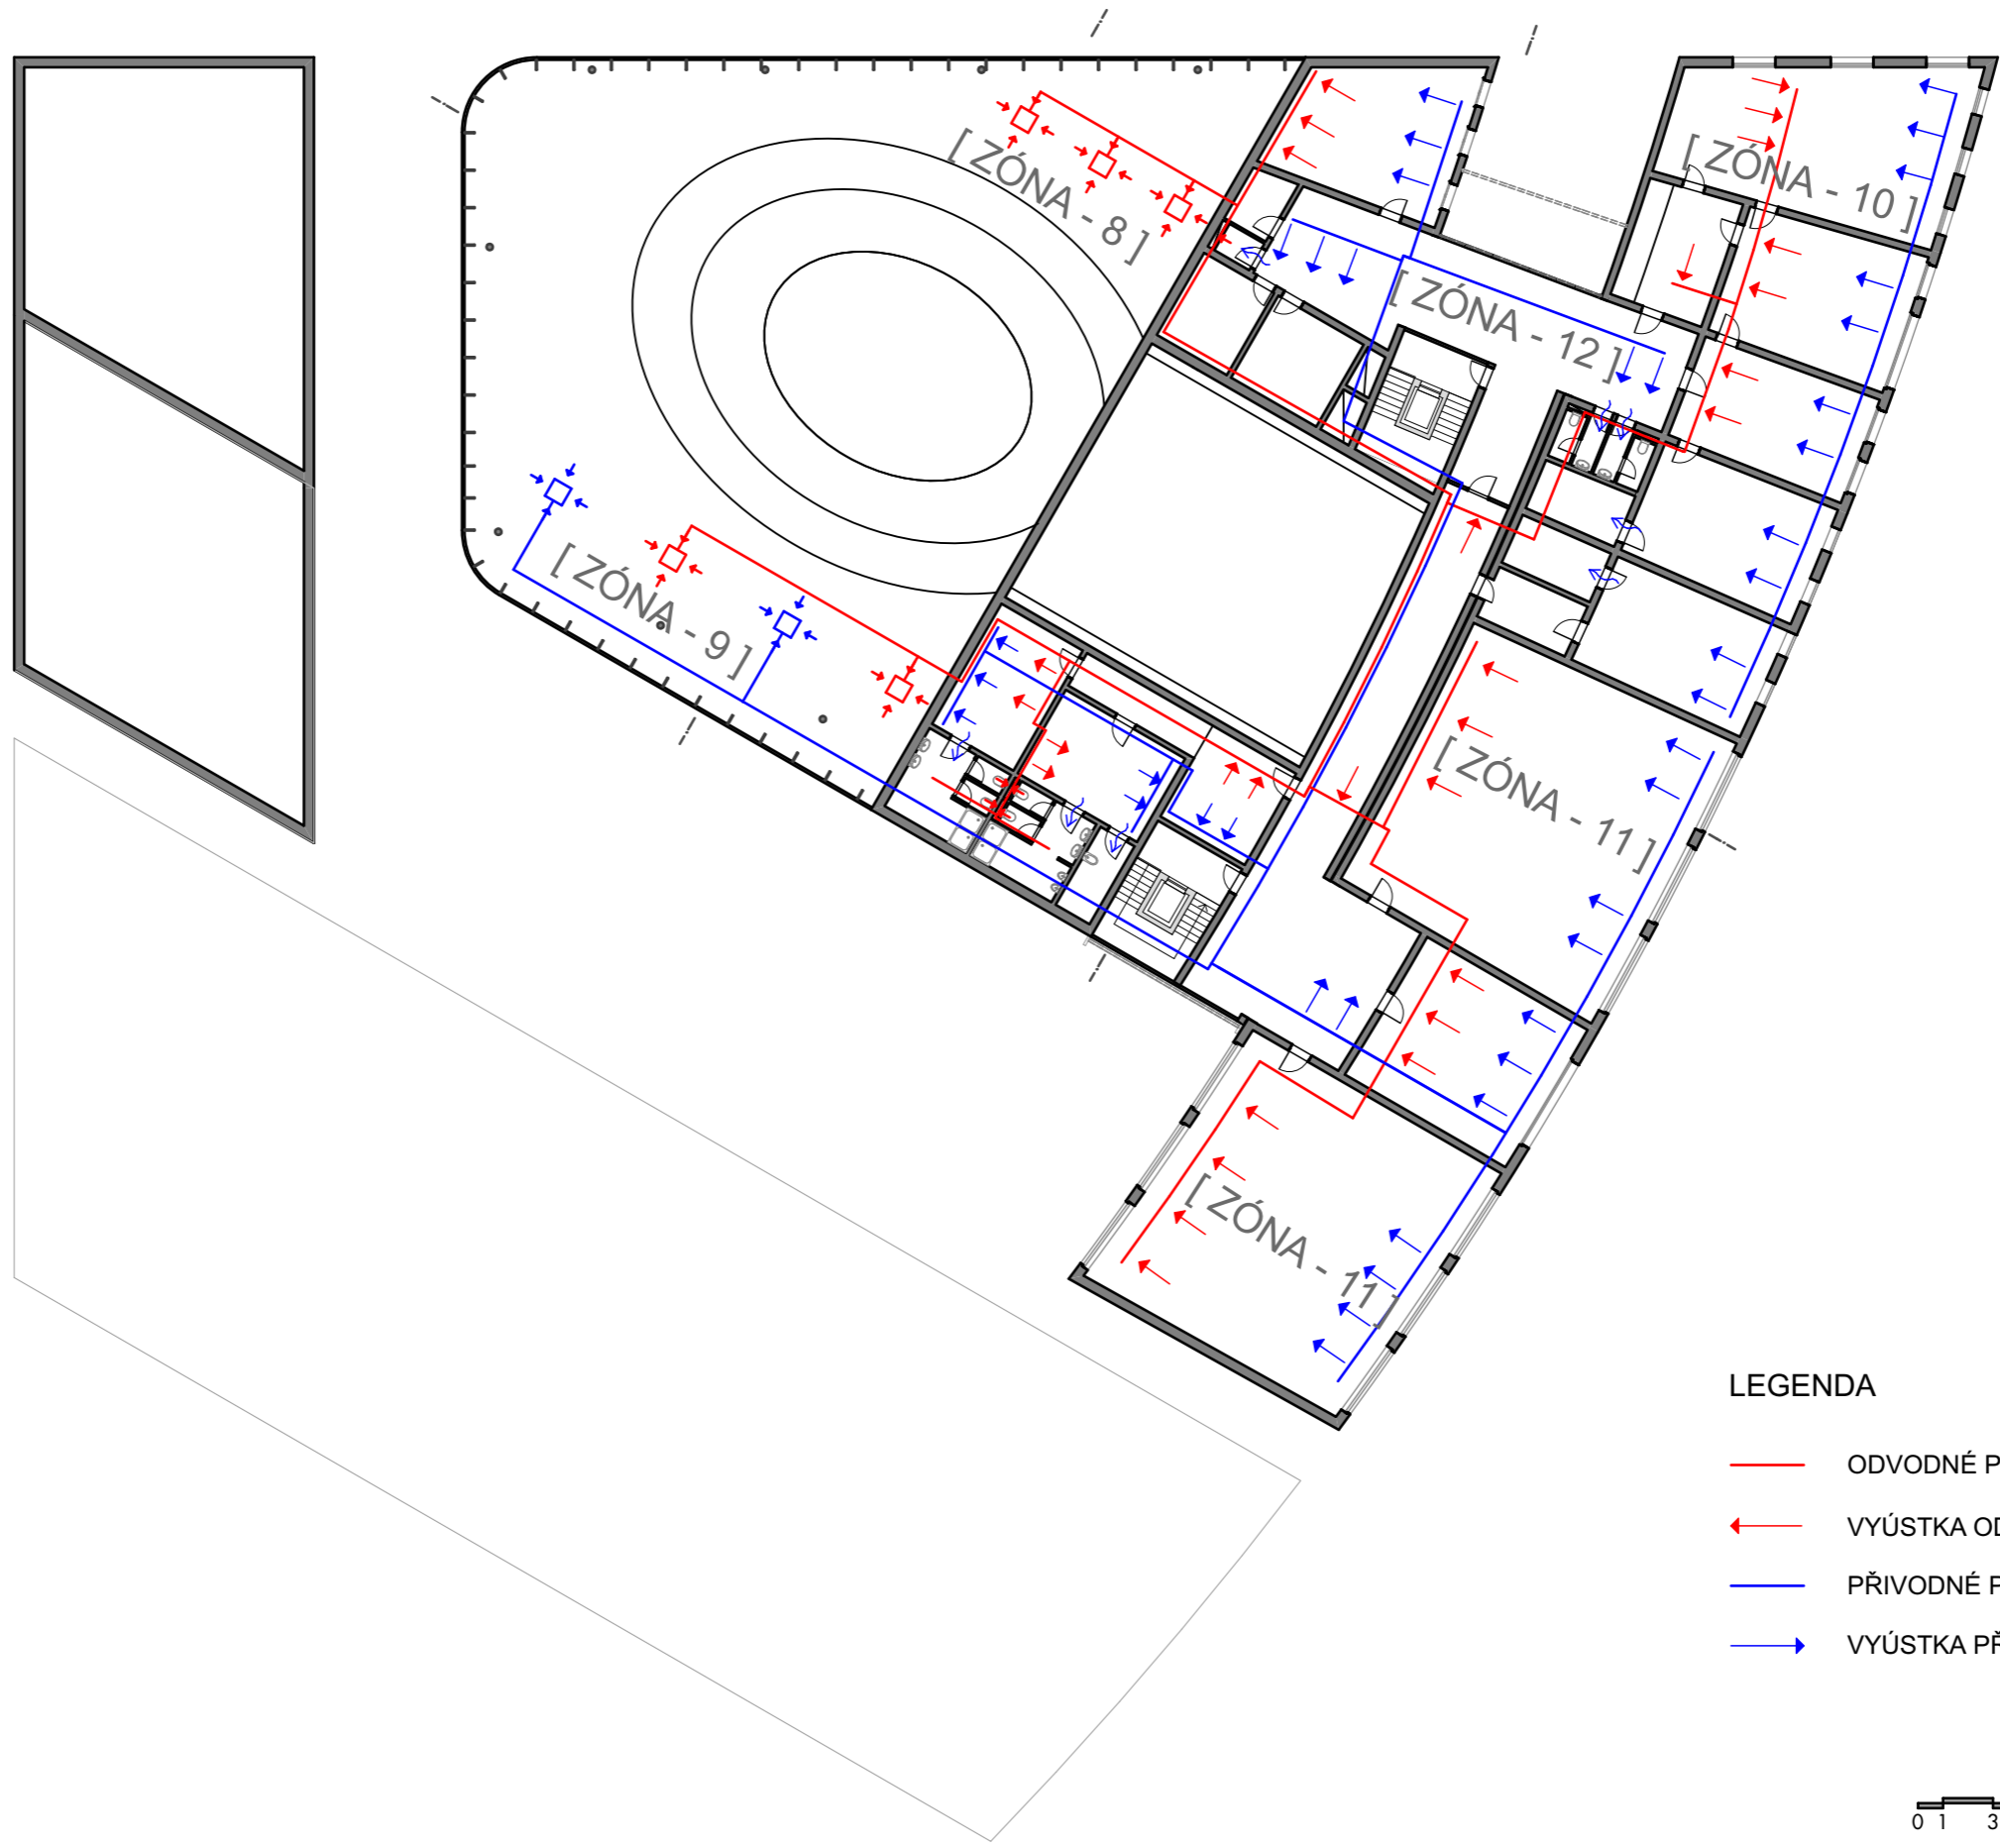 [ ZÓNA - 8 ]
[ ZÓNA - 10 ]
[ ZÓNA - 12 ]
[ ZÓNA - 9 ]
[ ZÓNA - 11 ]
[ ZÓNA - 11 ]
LEGENDA
ODVODNÉ P
VYÚSTKA OD
PŘIVODNÉ P
VYÚSTKA PŘ
0 1 3